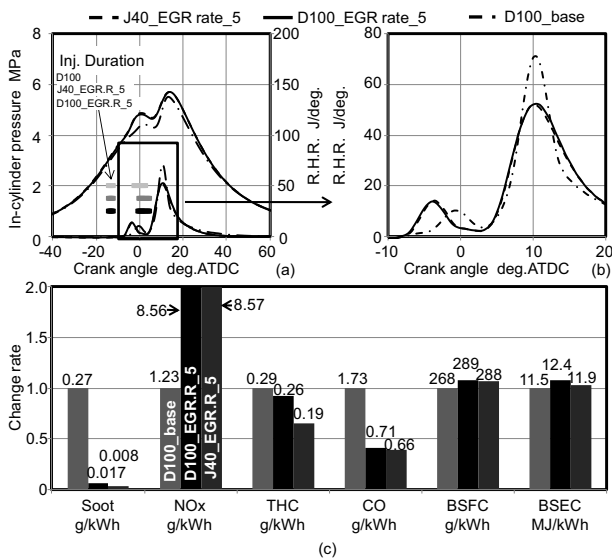 J40_EGR rate_5 D100_EGR rate_5 D100_base
8 200 80
Inj. Duration
D100
J40_EGR.R_5
D100_EGR.R_5
6 150 60
4 100 40
2 50 20
0 0 0
In-cylinder pressure MPa
R.H.R. J/deg.
R.H.R. J/deg.
-40 -20 0 20 40 60
-10 0 10 20
Crank angle deg.ATDC (a)
Crank angle deg.ATDC (b)
2.0
8.56 8.57
1.5
1.0
0.5
0.0
Change rate
0.27 0.017 0.008
1.23
D100_base
D100_EGR.R_5
J40_EGR.R_5
0.29 0.26 0.19
1.73 0.71 0.66
268 289 288
11.5 12.4 11.9
Soot NOx THC CO BSFC BSEC
g/kWh g/kWh g/kWh g/kWh g/kWh MJ/kWh
(c)